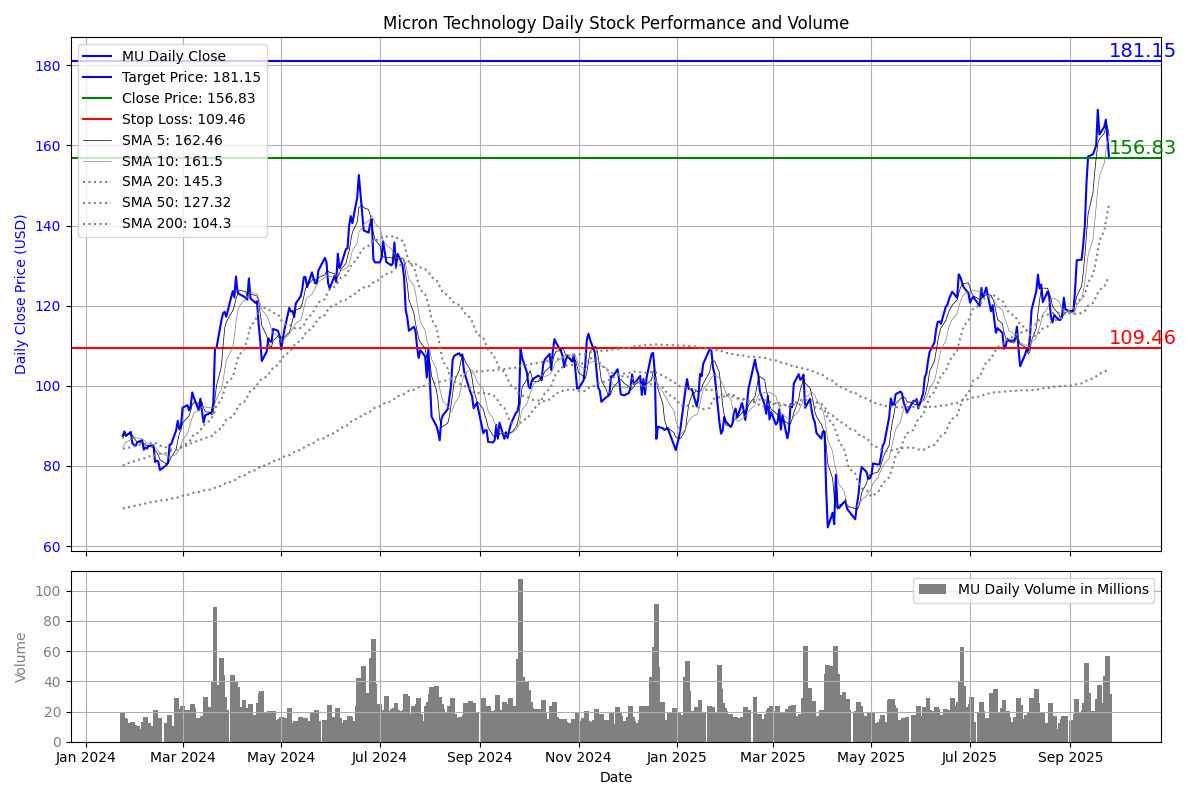 Micron Technology Daily Stock Performance and Volume
MU Daily Close
Target Price: 181.15
Close Price: 156.83
Stop Loss: 109.46
SMA 5: 162.46
SMA 10: 161.5
SMA 20: 145.3
SMA 50: 127.32
SMA 200: 104.3
181.15
156.83
109.46
Daily Close Price (USD)
180
160
140
120
100
80
60
MU Daily Volume in Millions
Volume
100
80
60
40
20
0
Jan 2024 Mar 2024 May 2024 Jul 2024 Sep 2024 Nov 2024 Jan 2025 Mar 2025 May 2025 Jul 2025 Sep 2025
Date